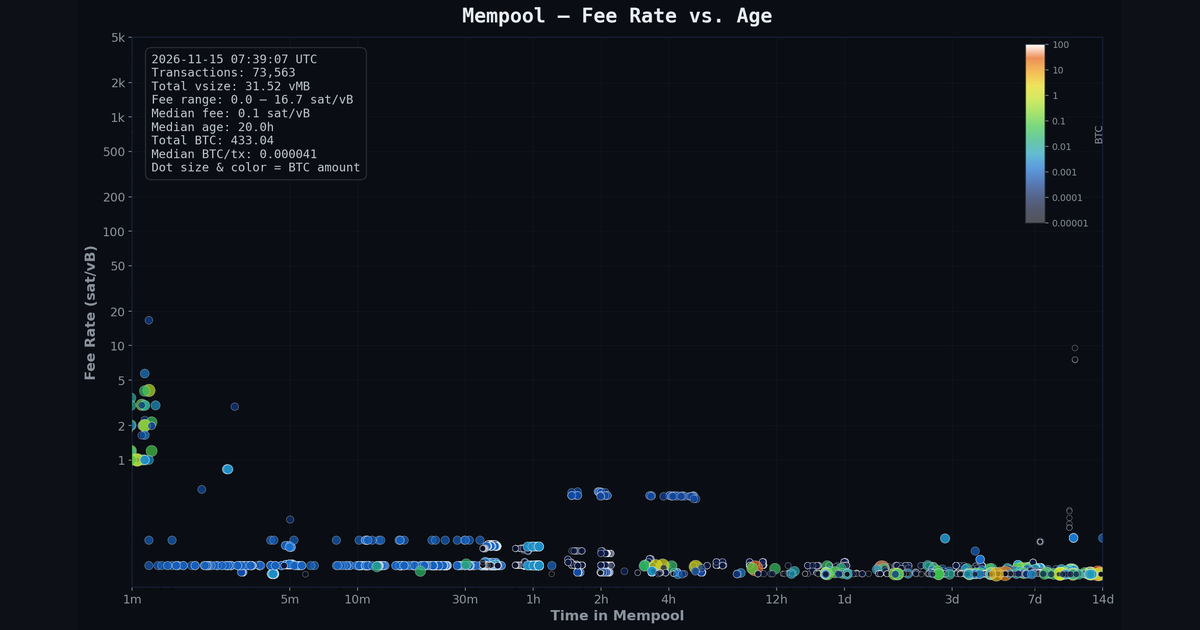 Mempool — Fee Rate vs. Age
2026-11-15 07:39:07 UTC
Transactions: 73,563
Total vsize: 31.52 vMB
Fee range: 0.0 – 16.7 sat/vB
Median fee: 0.1 sat/vB
Median age: 20.0h
Total BTC: 433.04
Median BTC/tx: 0.000041
Dot size & color = BTC amount
5k
2k
1k
500
200
100
50
20
10
5
2
1
Fee Rate (sat/vB)
100
10
1
0.1
0.01
0.001
0.0001
0.00001
BTC
1m 5m 10m 30m 1h 2h 4h 12h 1d 3d 7d 14d
Time in Mempool